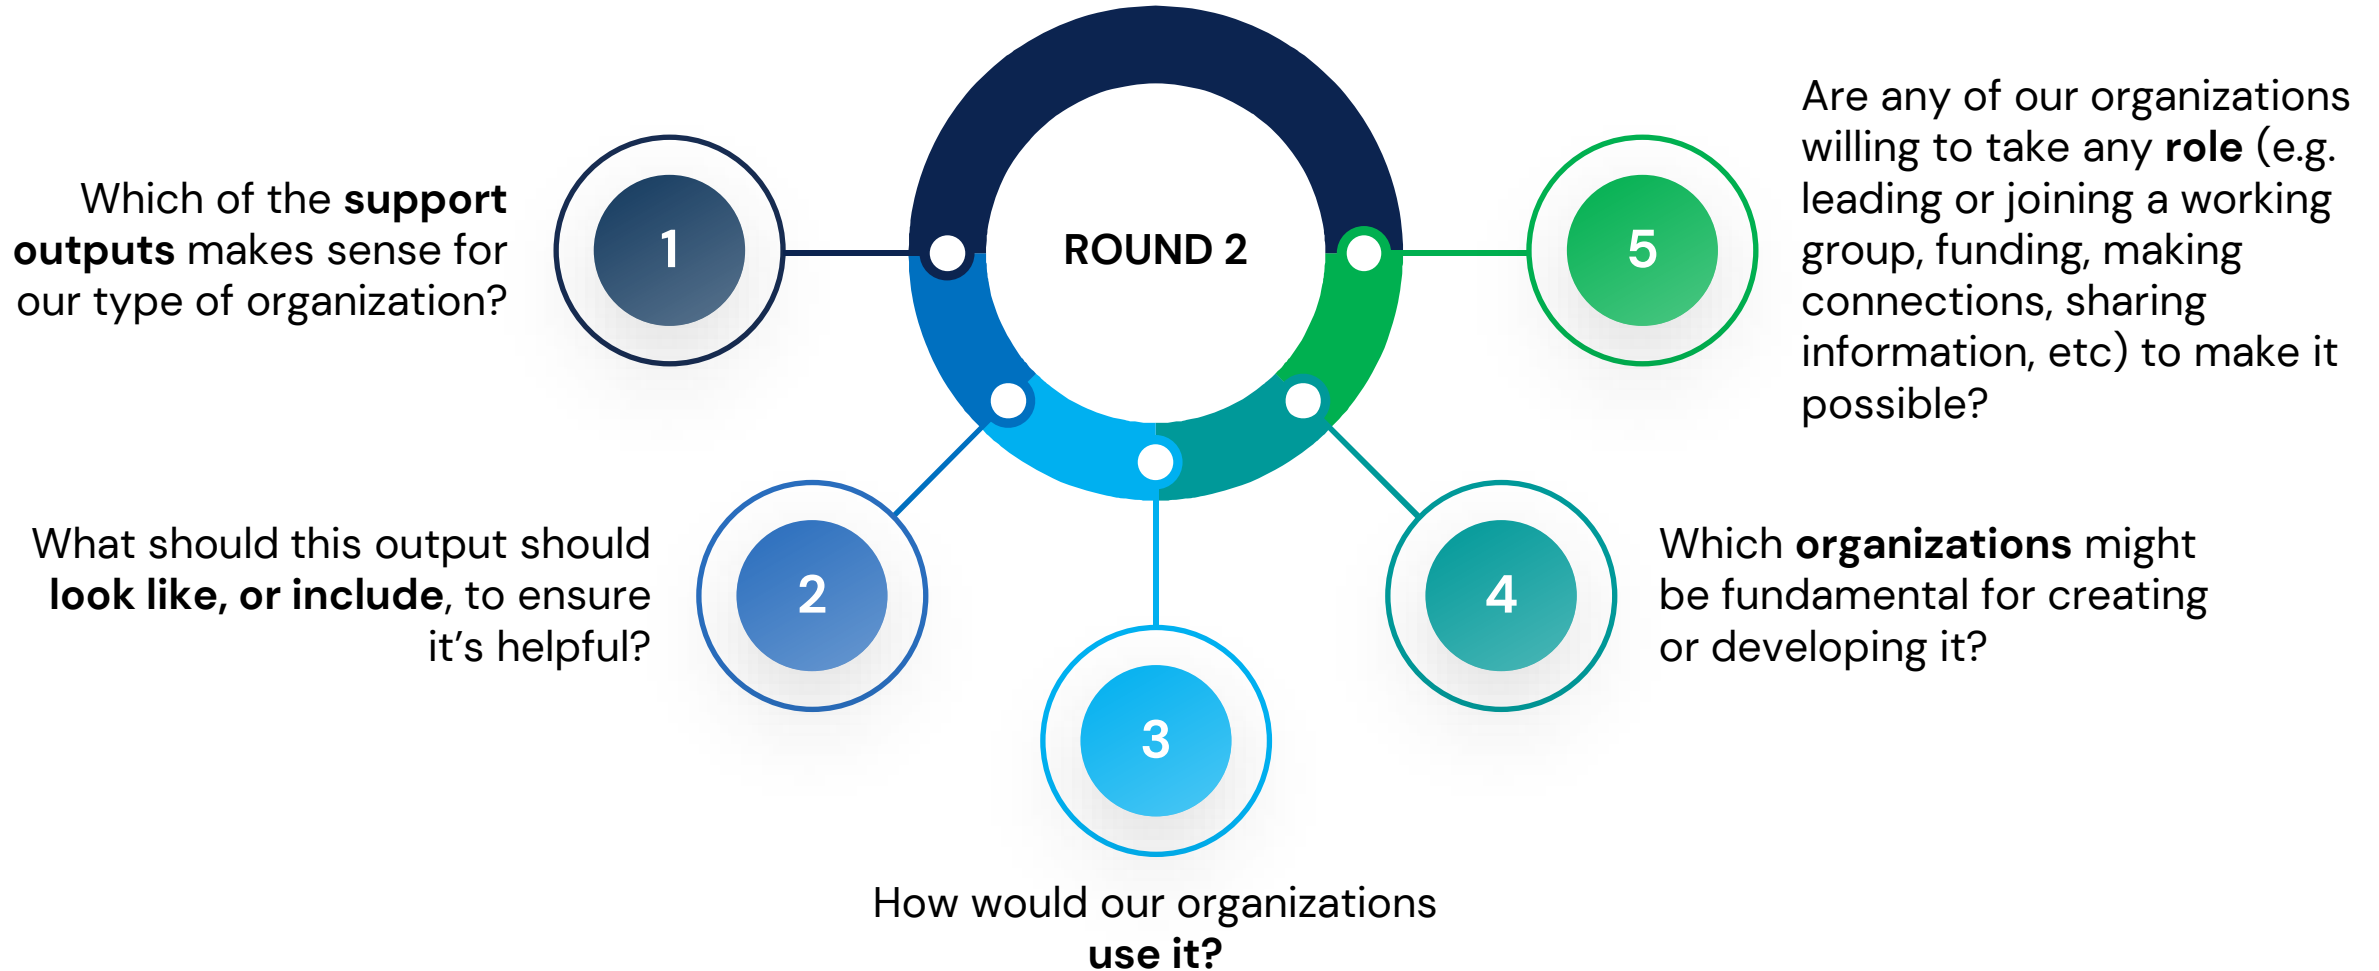 ROUND 2
1
Which of the support
outputs makes sense for
our type of organization?
2
What should this output should
look like, or include, to ensure
it’s helpful?
3
How would our organizations
use it?
4
Which organizations might
be fundamental for creating
or developing it?
5
Are any of our organizations
willing to take any role (e.g.
leading or joining a working
group, funding, making
connections, sharing
information, etc) to make it
possible?